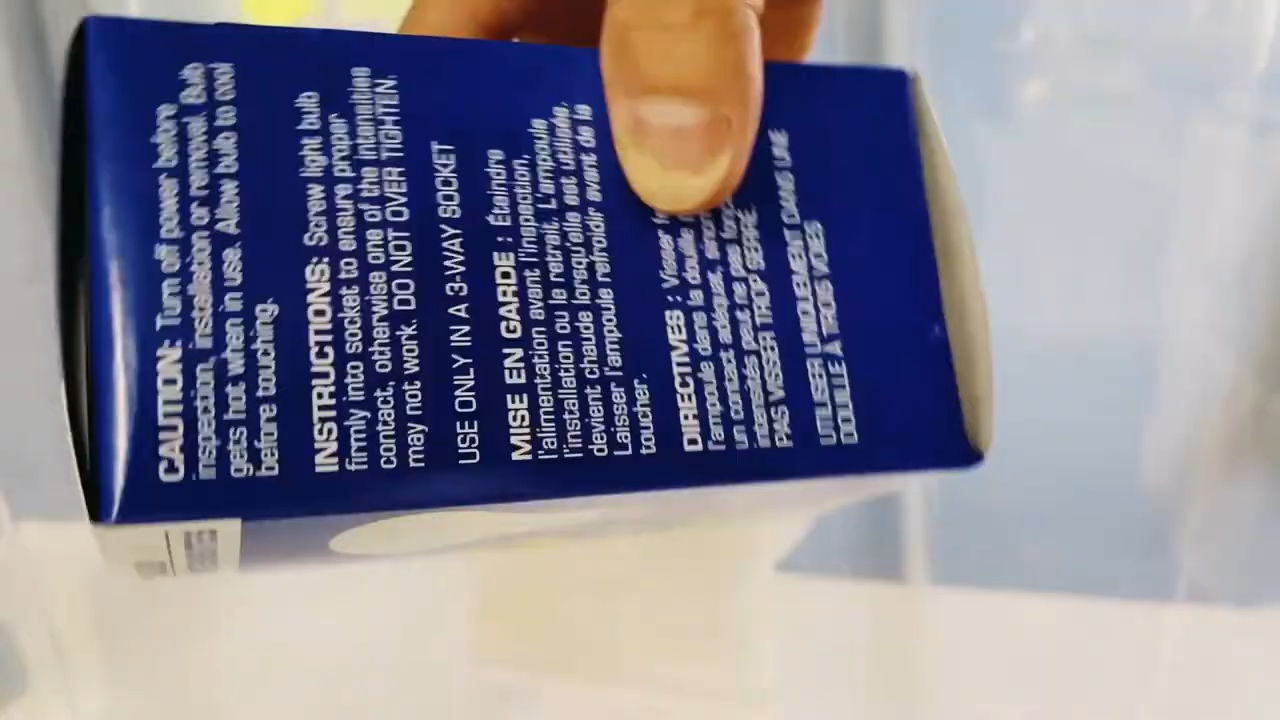 CAUTION: Turn off power before
inspection, installation or removal. Bulb
gets hot when in use. Allow bulb to cool
before touching.
INSTRUCTIONS: Screw light bulb
firmly into socket to ensure proper
contact, otherwise one of the intensities
may not work. DO NOT OVER TIGHTEN.
USE ONLY IN A 3-WAY SOCKET
MISE EN GARDE : Éteindre
l'alimentation avant l'inspection,
l'installation ou le retrait. L'ampoule
devient chaude lorsqu'elle est utilisée.
Laisser l'ampoule refroidir avant de la
toucher.
DIRECTIVES : Visser
l'ampoule dans la douille
un contact adéquat,
intensités peut ne pas
PAS VISSER TROP SERRÉ.
UTILISER UNIQUEMENT DANS UNE
DOUILLE À TROIS VOIES